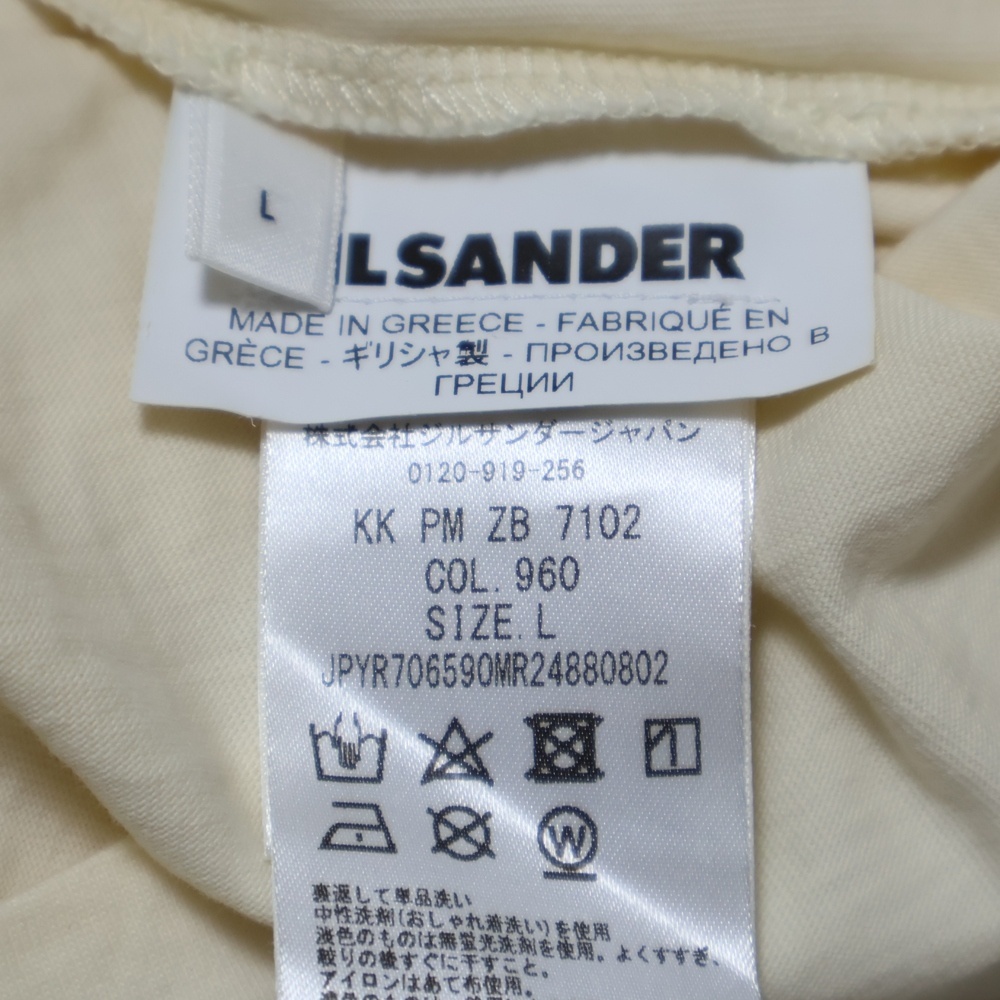 L
ILSANDER
MADE IN GREECE - FABRIQUÉ EN
GRÈCE - ギリシャ製 - ПРОИЗВЕДЕНО В
ГРЕЦИИ
株式会社ジルサンダージャパン
0120-919-256
KK PM ZB 7102
COL. 960
SIZE. L
JPYR706590MR24880802
W
裏返して単品洗い
中性洗剤(おしゃれ着洗い)を使用
淡色のものは無蛍光洗剤を使用。よくすすぎ、
絞りの後すぐに干すこと。
アイロンはあて布使用。